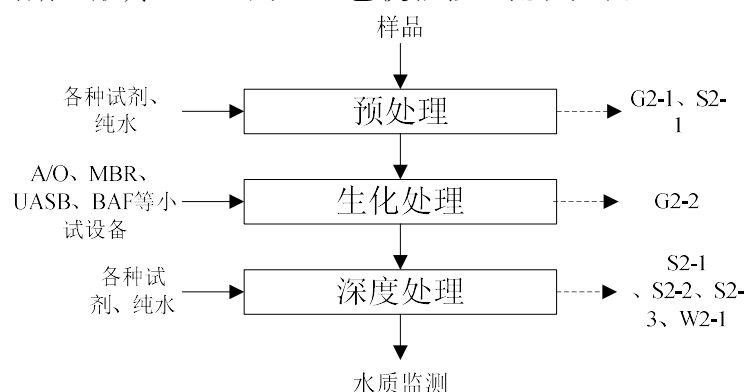 样品
各种试剂、
纯水
预处理
G2-1、S2-
1
A/O、MBR、
UASB、BAF等小
试设备
生化处理
G2-2
各种试
剂、纯水
深度处理
S2-1
、S2-2、S2-
3、W2-1
水质监测